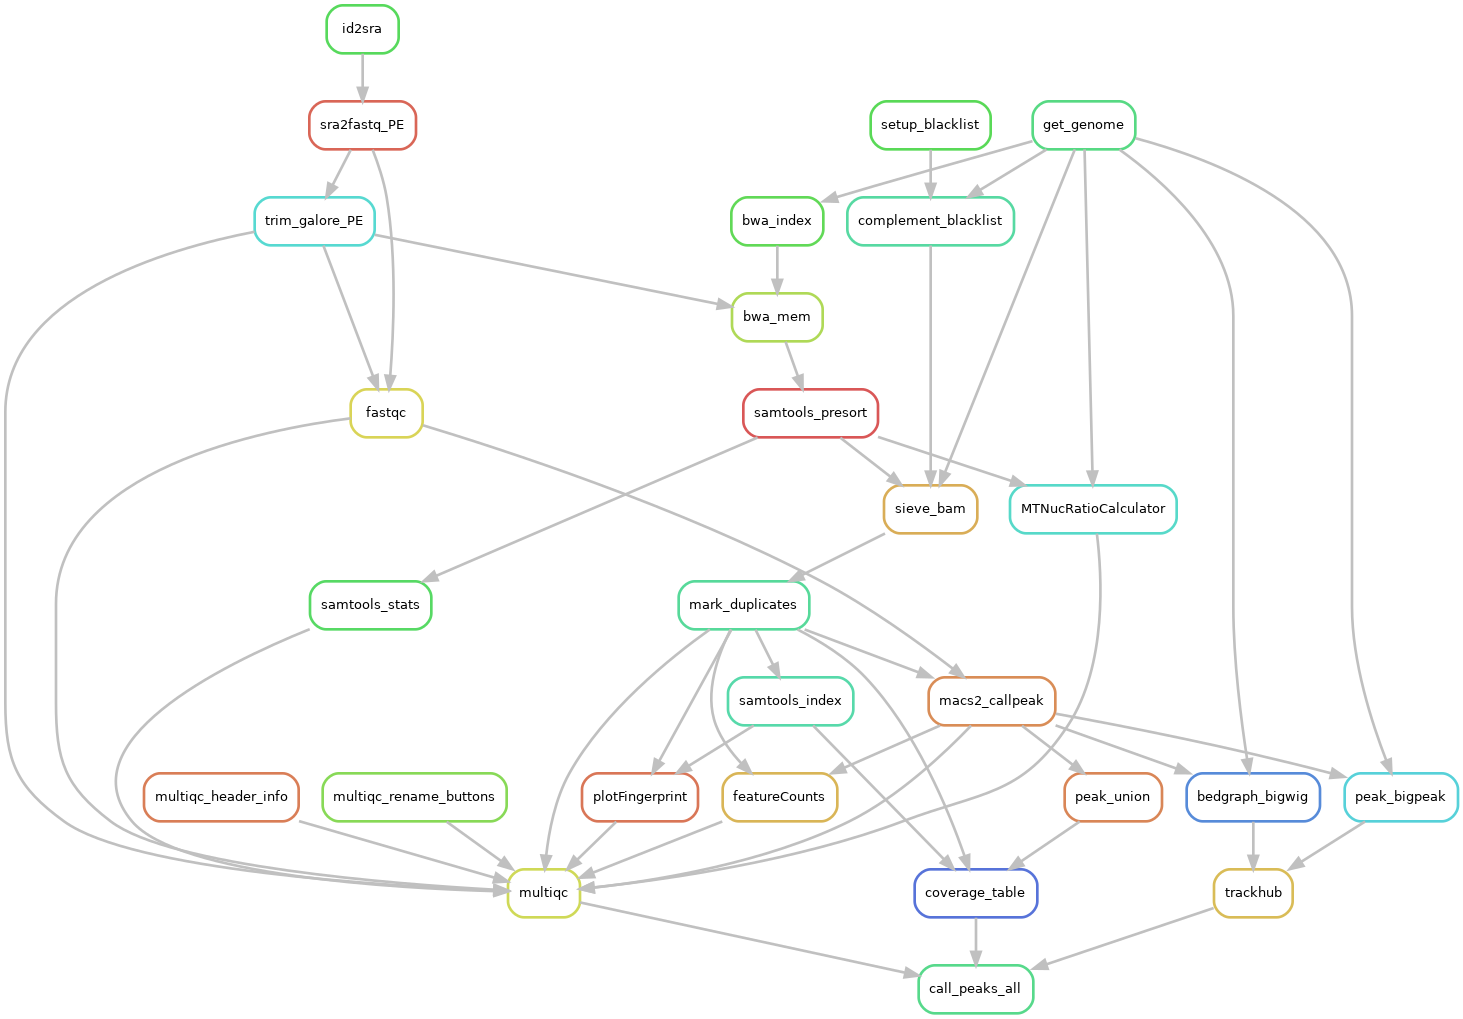 id2sra
sra2fastq_PE
setup_blacklist
get_genome
trim_galore_PE
bwa_index
complement_blacklist
bwa_mem
fastqc
samtools_presort
sieve_bam
MTNucRatioCalculator
samtools_stats
mark_duplicates
samtools_index
macs2_callpeak
multiqc_header_info
multiqc_rename_buttons
plotFingerprint
featureCounts
peak_union
bedgraph_bigwig
peak_bigpeak
multiqc
coverage_table
trackhub
call_peaks_all